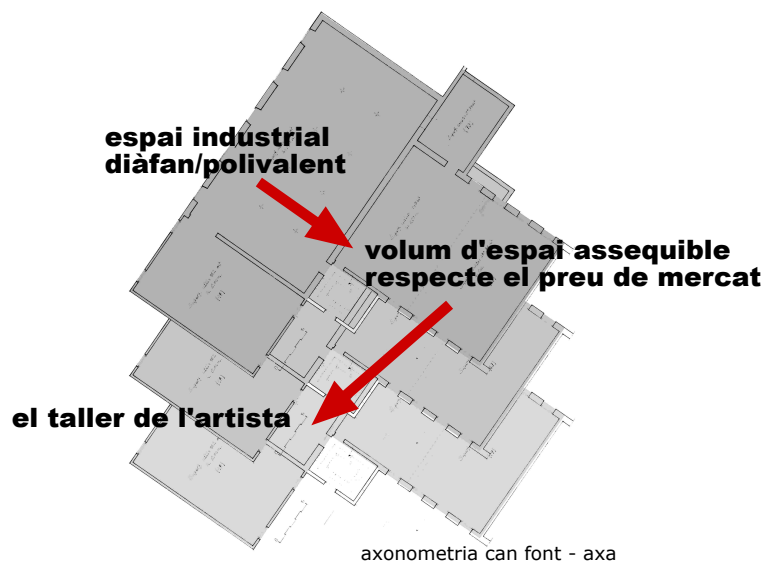 espai industrial
diàfan/polivalent
volum d'espai assequible
respecte el preu de mercat
el taller de l'artista
axonometria can font - axa